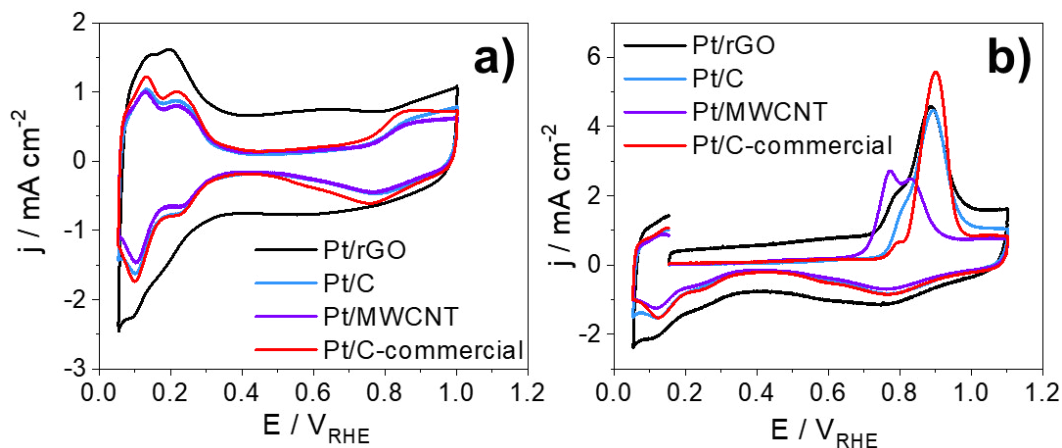 a)
j / mA cm-2
2
1
0
-1
-2
-3
Pt/rGO
Pt/C
Pt/MWCNT
Pt/C-commercial
0.0 0.2 0.4 0.6 0.8 1.0 1.2
E / VRHE
b)
j / mA cm-2
6
4
2
0
-2
Pt/rGO
Pt/C
Pt/MWCNT
Pt/C-commercial
0.0 0.2 0.4 0.6 0.8 1.0 1.2
E / VRHE